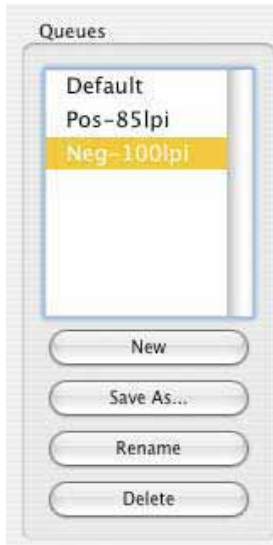 Queues
Default
Pos-85lpi
Neg-100lpi
New
Save As...
Rename
Delete